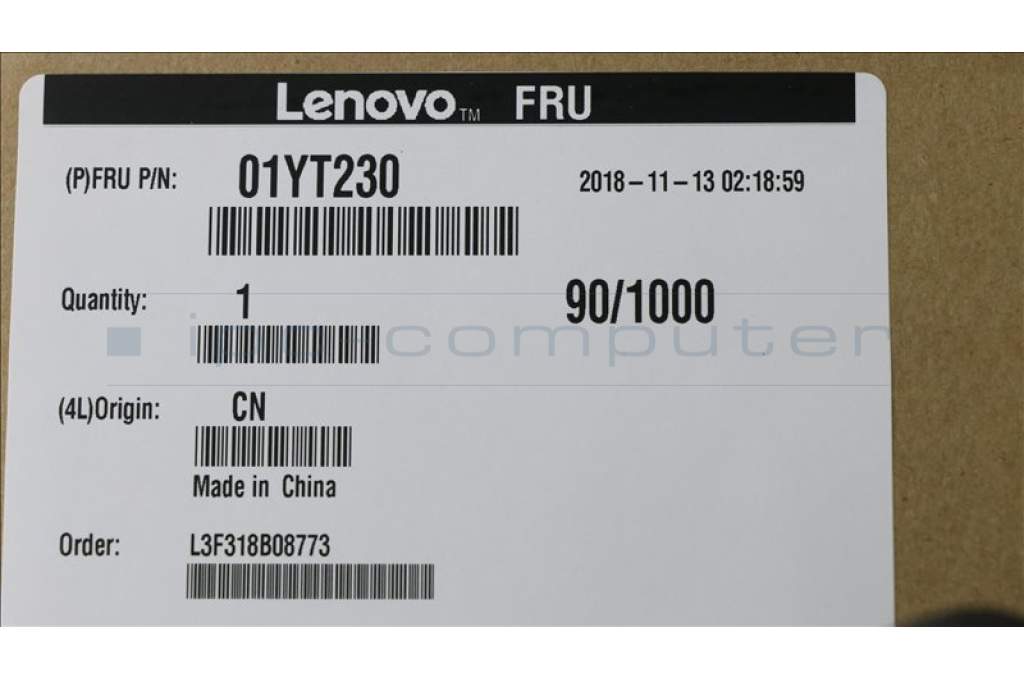 Lenovo™ FRU
(P)FRU P/N: 01YT230 2018-11-13 02:18:59
Quantity: 1 90/1000
ipc-computer
(4L)Origin: CN
Made in China
Order: L3F318B08773